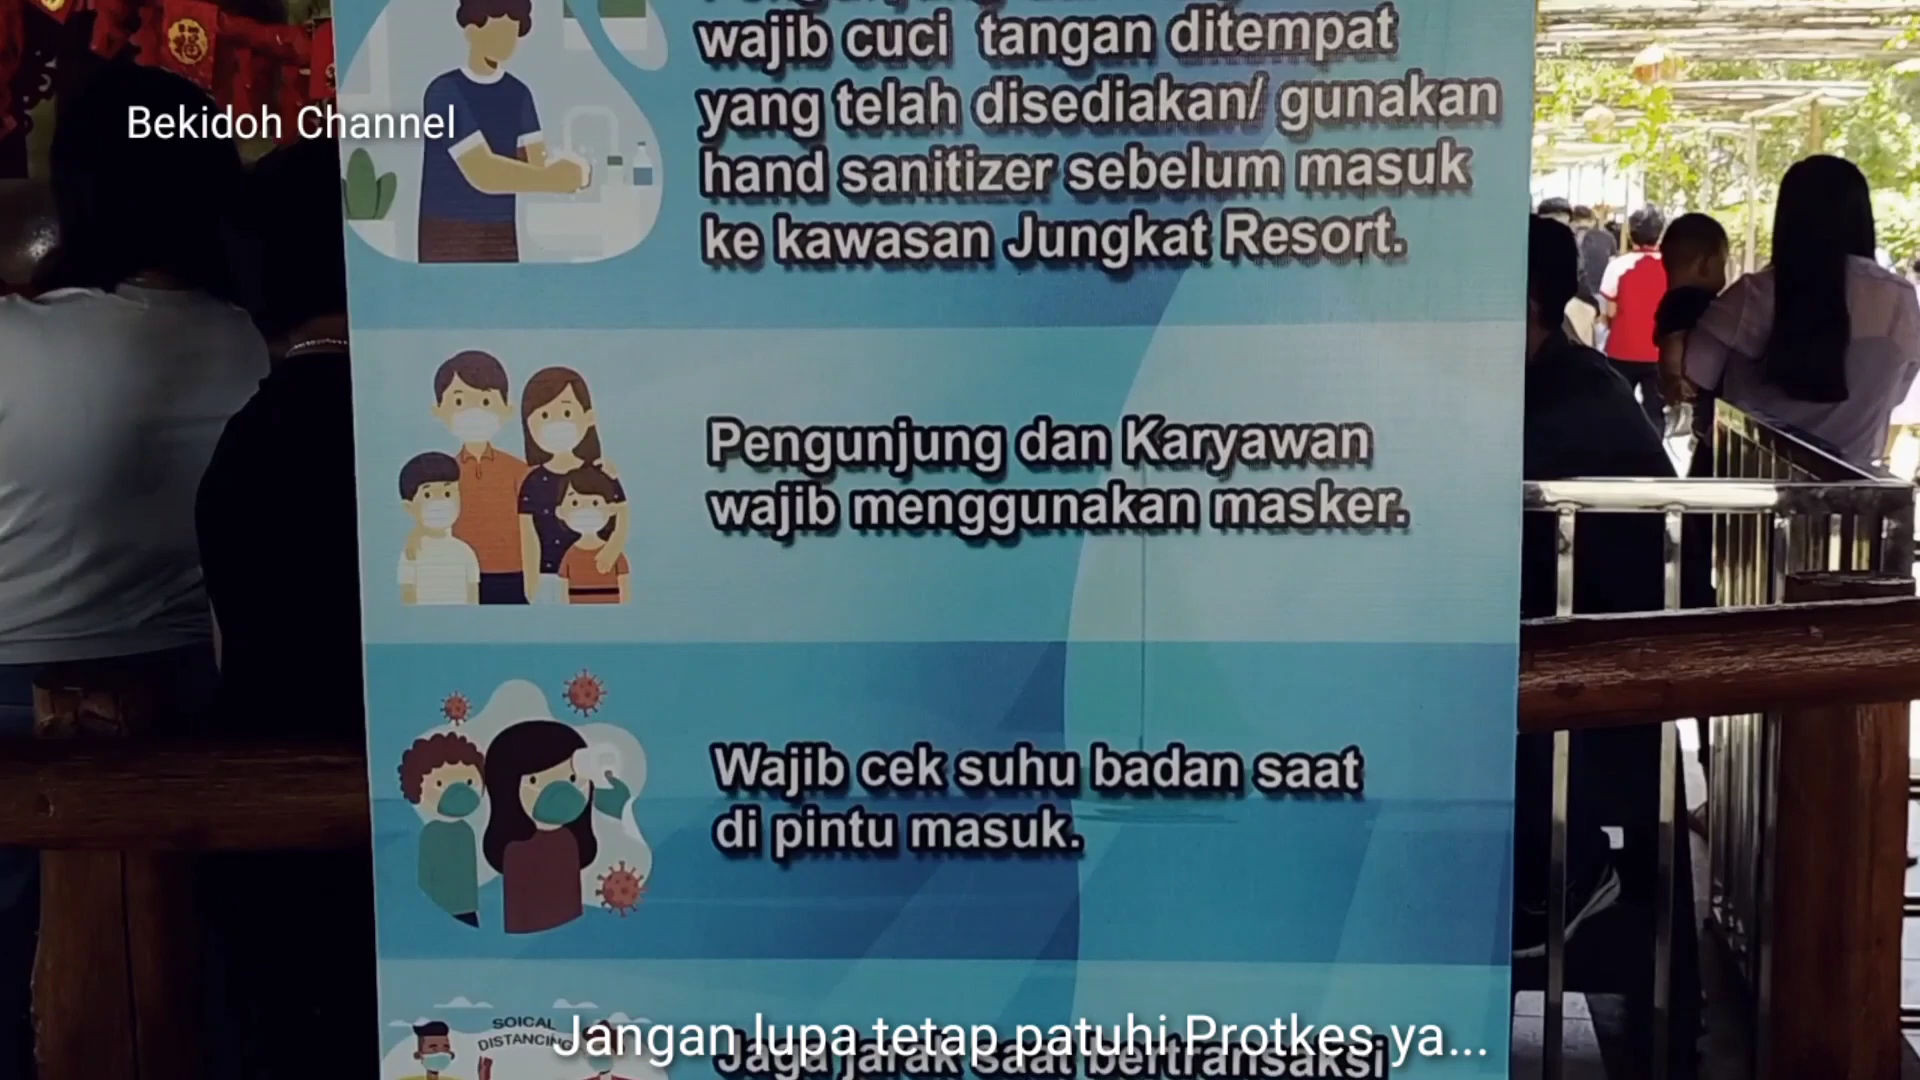 福
Bekidoh Channel
wajib cuci tangan ditempat
yang telah disediakan/ gunakan
hand sanitizer sebelum masuk
ke kawasan Jungkat Resort.
Pengunjung dan Karyawan
wajib menggunakan masker.
Wajib cek suhu badan saat
di pintu masuk.
SOICAL
DISTANCING
Jaga jarak saat bertransaksi
Jangan lupa tetap patuhi Protkes ya...